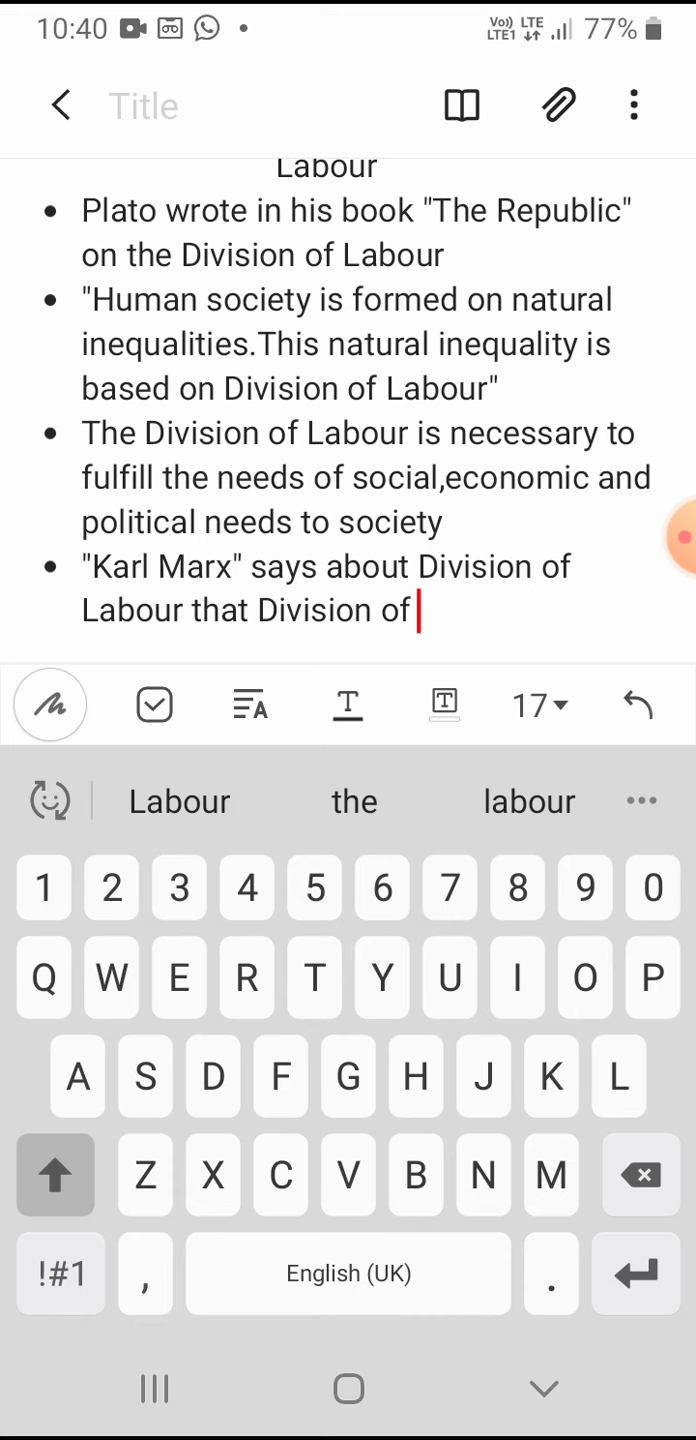 10:40 Vo)) LTE LTE1 77%
Title
Labour
• Plato wrote in his book "The Republic"
on the Division of Labour
• "Human society is formed on natural
inequalities.This natural inequality is
based on Division of Labour"
• The Division of Labour is necessary to
fulfill the needs of social,economic and
political needs to society
• "Karl Marx" says about Division of
Labour that Division of
A T T 17
Labour the labour
1 2 3 4 5 6 7 8 9 0
Q W E R T Y U I O P
A S D F G H J K L
Z X C V B N M
!#1 , English (UK) .